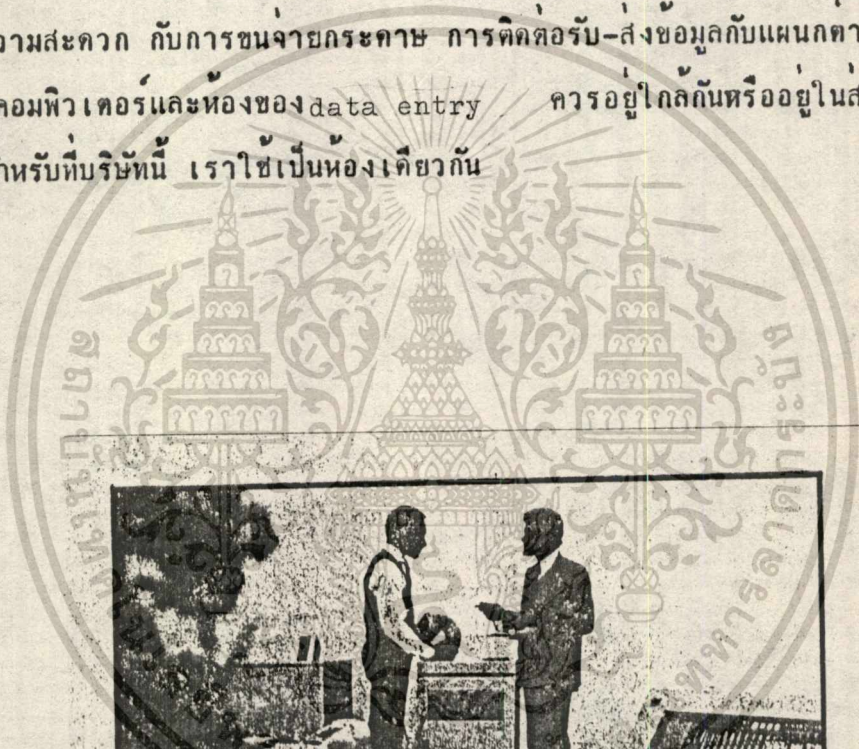 วามสะดวก กับการขนจ่ายกระดาษ การติดต่อรับ-ส่งข้อมูลกับแผนกต่า
คอมพิวเตอร์และห้องของ data entry ควรอยู่ใกล้กันหรืออยู่ในส
ำหรับที่บริษัทนี้ เราใช้เป็นห้องเดียวกัน